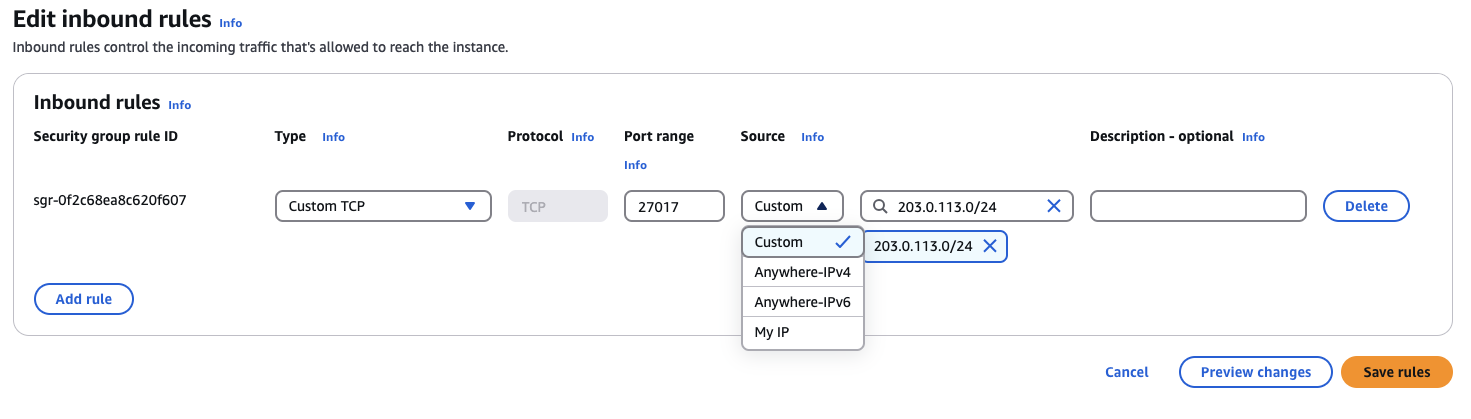 Edit inbound rules Info
Inbound rules control the incoming traffic that's allowed to reach the instance.
Inbound rules Info
Security group rule ID
Type Info
Protocol Info
Port range
Info
Source Info
Description - optional Info
sgr-0f2c68ea8c620f607
Custom TCP
TCP
27017
Custom
203.0.113.0/24
Delete
Custom
Anywhere-IPv4
Anywhere-IPv6
My IP
203.0.113.0/24
Add rule
Cancel
Preview changes
Save rules